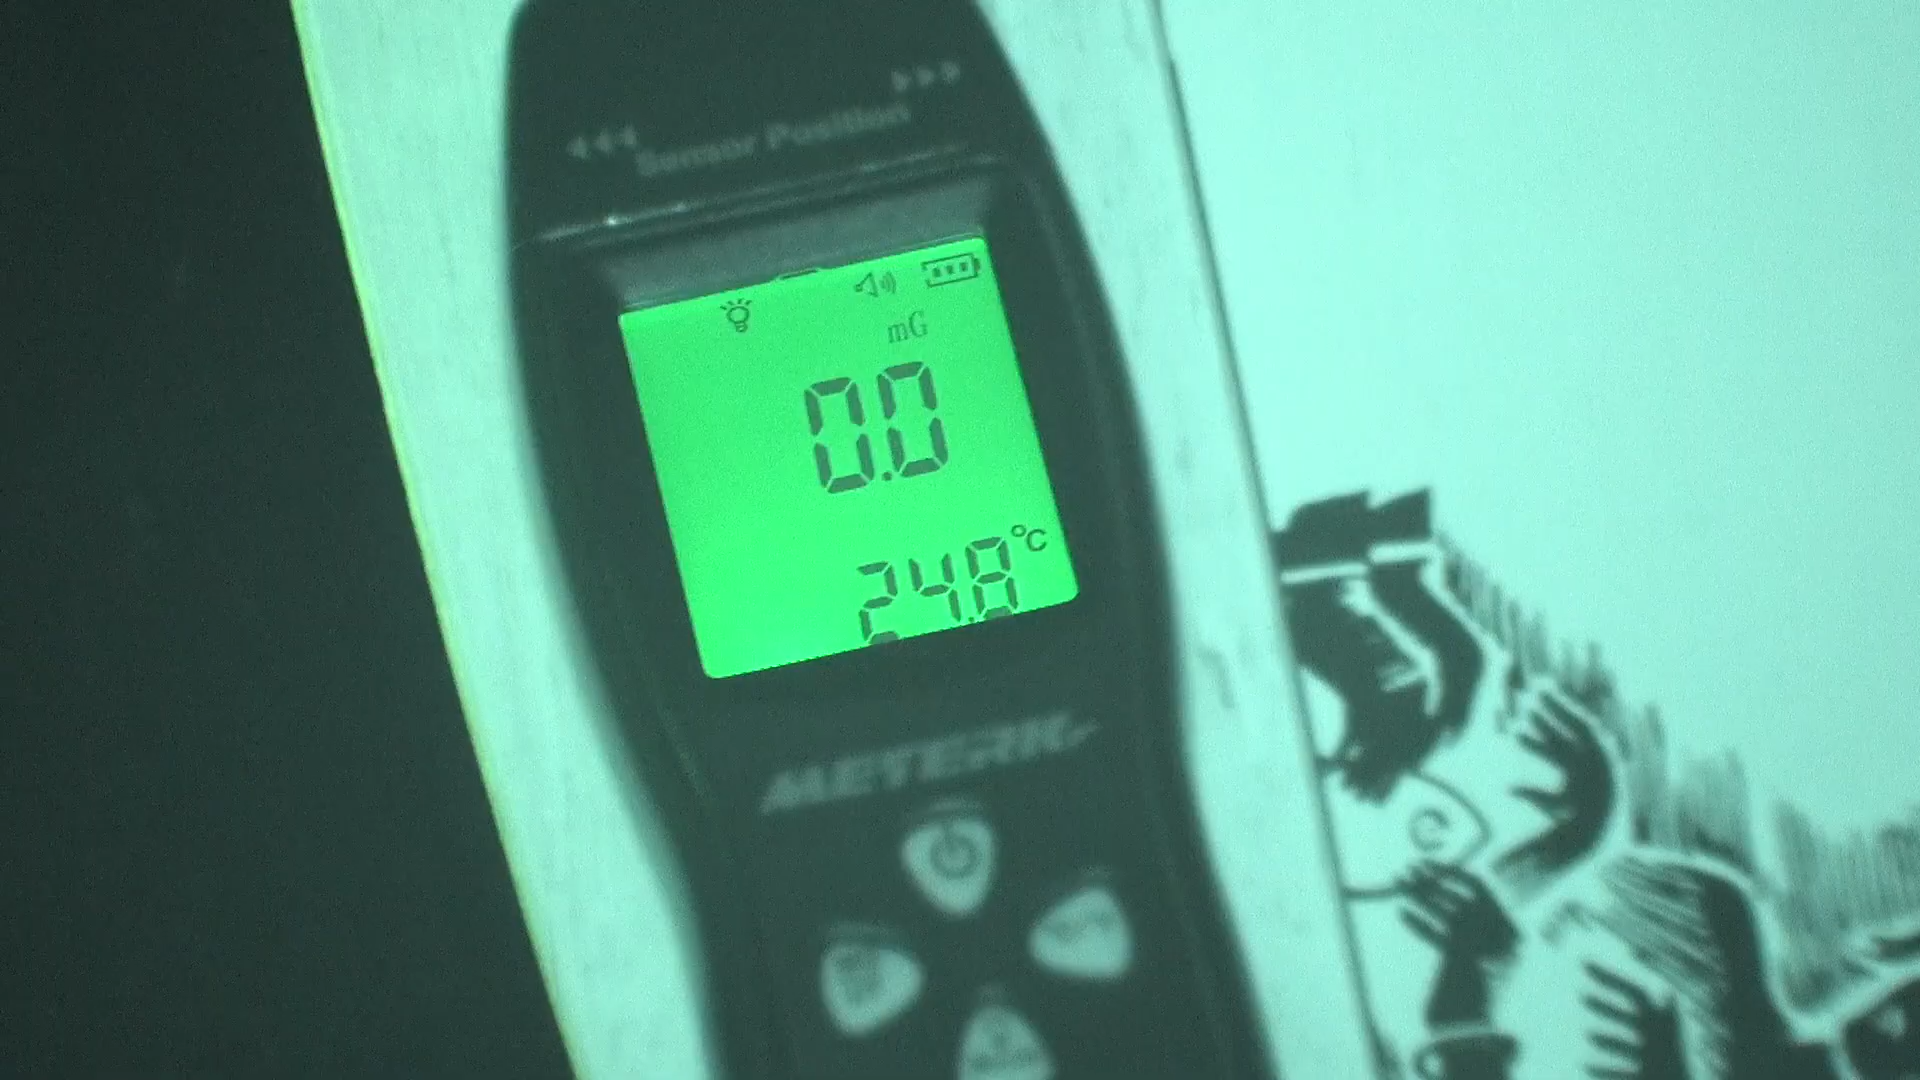 Sensor Position
mG
0.0
24.8 °C
METERK